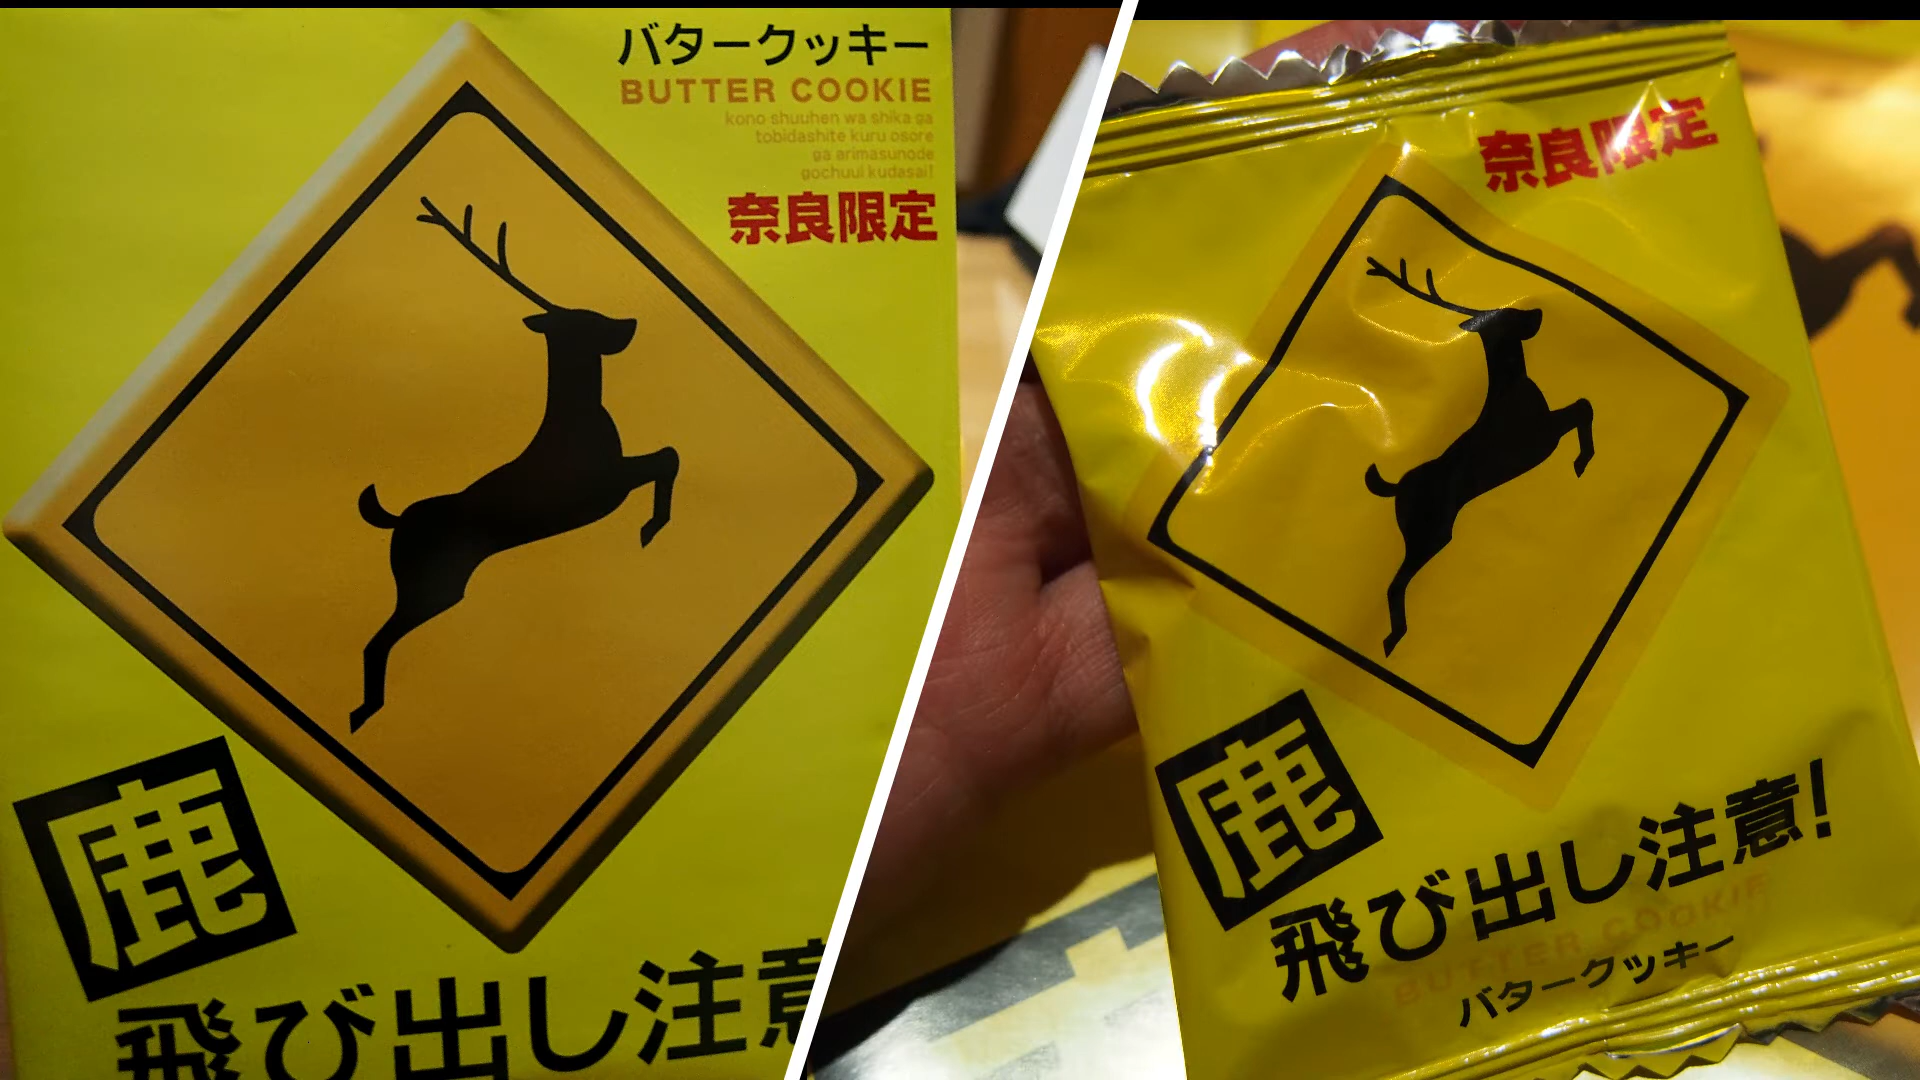 バタークッキー
BUTTER COOKIE
kono shuuhen wa shika ga
tobidashite kuru osore
ga arimasunode
gochuui kudasai!
奈良限定
鹿
飛び出し注意
奈良限定
鹿
飛び出し注意!
BUTTER COOKIE
バタークッキー